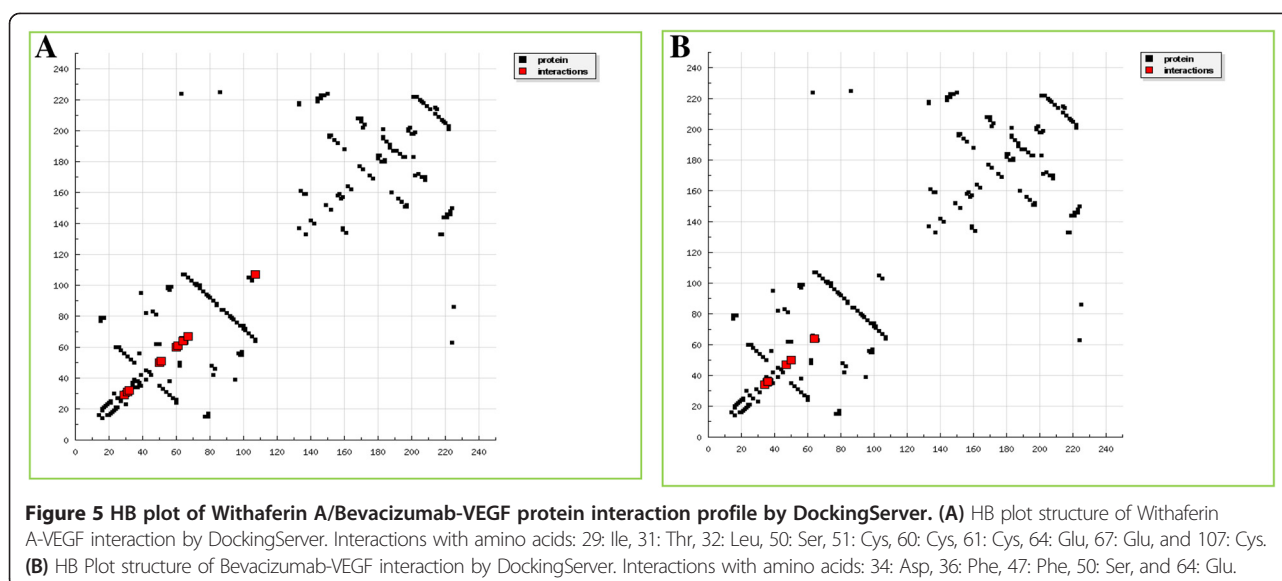 A
protein
interactions
240
220
200
180
160
140
120
100
80
60
40
20
0
0 20 40 60 80 100 120 140 160 180 200 220 240
B
protein
interactions
240
220
200
180
160
140
120
100
80
60
40
20
0
0 20 40 60 80 100 120 140 160 180 200 220 240
Figure 5 HB plot of Withaferin A/Bevacizumab-VEGF protein interaction profile by DockingServer. (A) HB plot structure of Withaferin
A-VEGF interaction by DockingServer. Interactions with amino acids: 29: Ile, 31: Thr, 32: Leu, 50: Ser, 51: Cys, 60: Cys, 61: Cys, 64: Glu, 67: Glu, and 107: Cys.
(B) HB Plot structure of Bevacizumab-VEGF interaction by DockingServer. Interactions with amino acids: 34: Asp, 36: Phe, 47: Phe, 50: Ser, and 64: Glu.